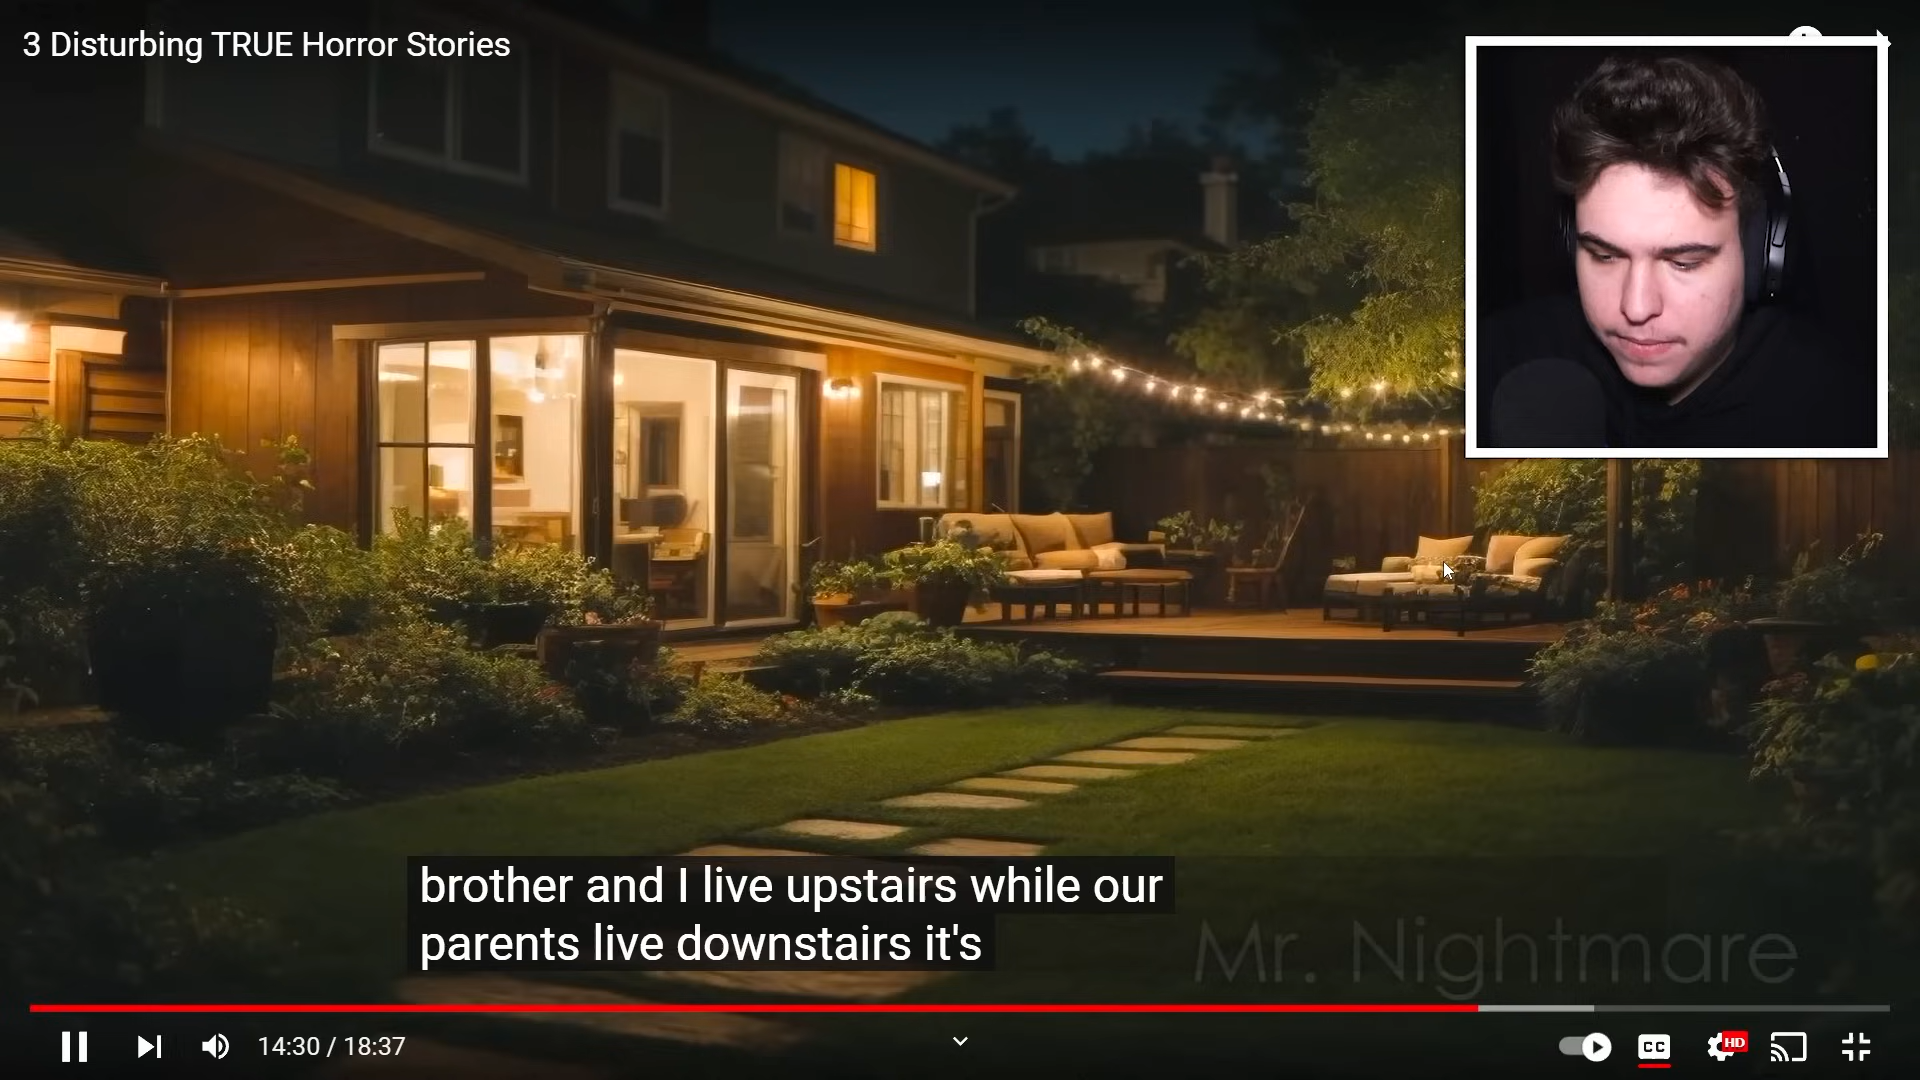 3 Disturbing TRUE Horror Stories
brother and I live upstairs while our
parents live downstairs it's
Mr. Nightmare
14:30 / 18:37
CC
HD